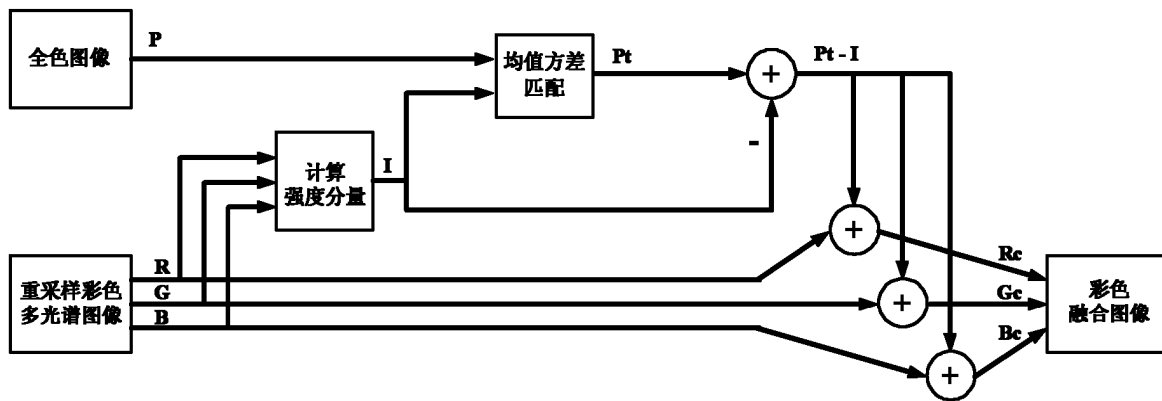 全色图像
P
均值方差
匹配
Pt
+
Pt - I
-
计算
强度分量
I
+
重采样彩色
多光谱图像
R
G
B
+
+
Rc
Gc
Bc
彩色
融合图像